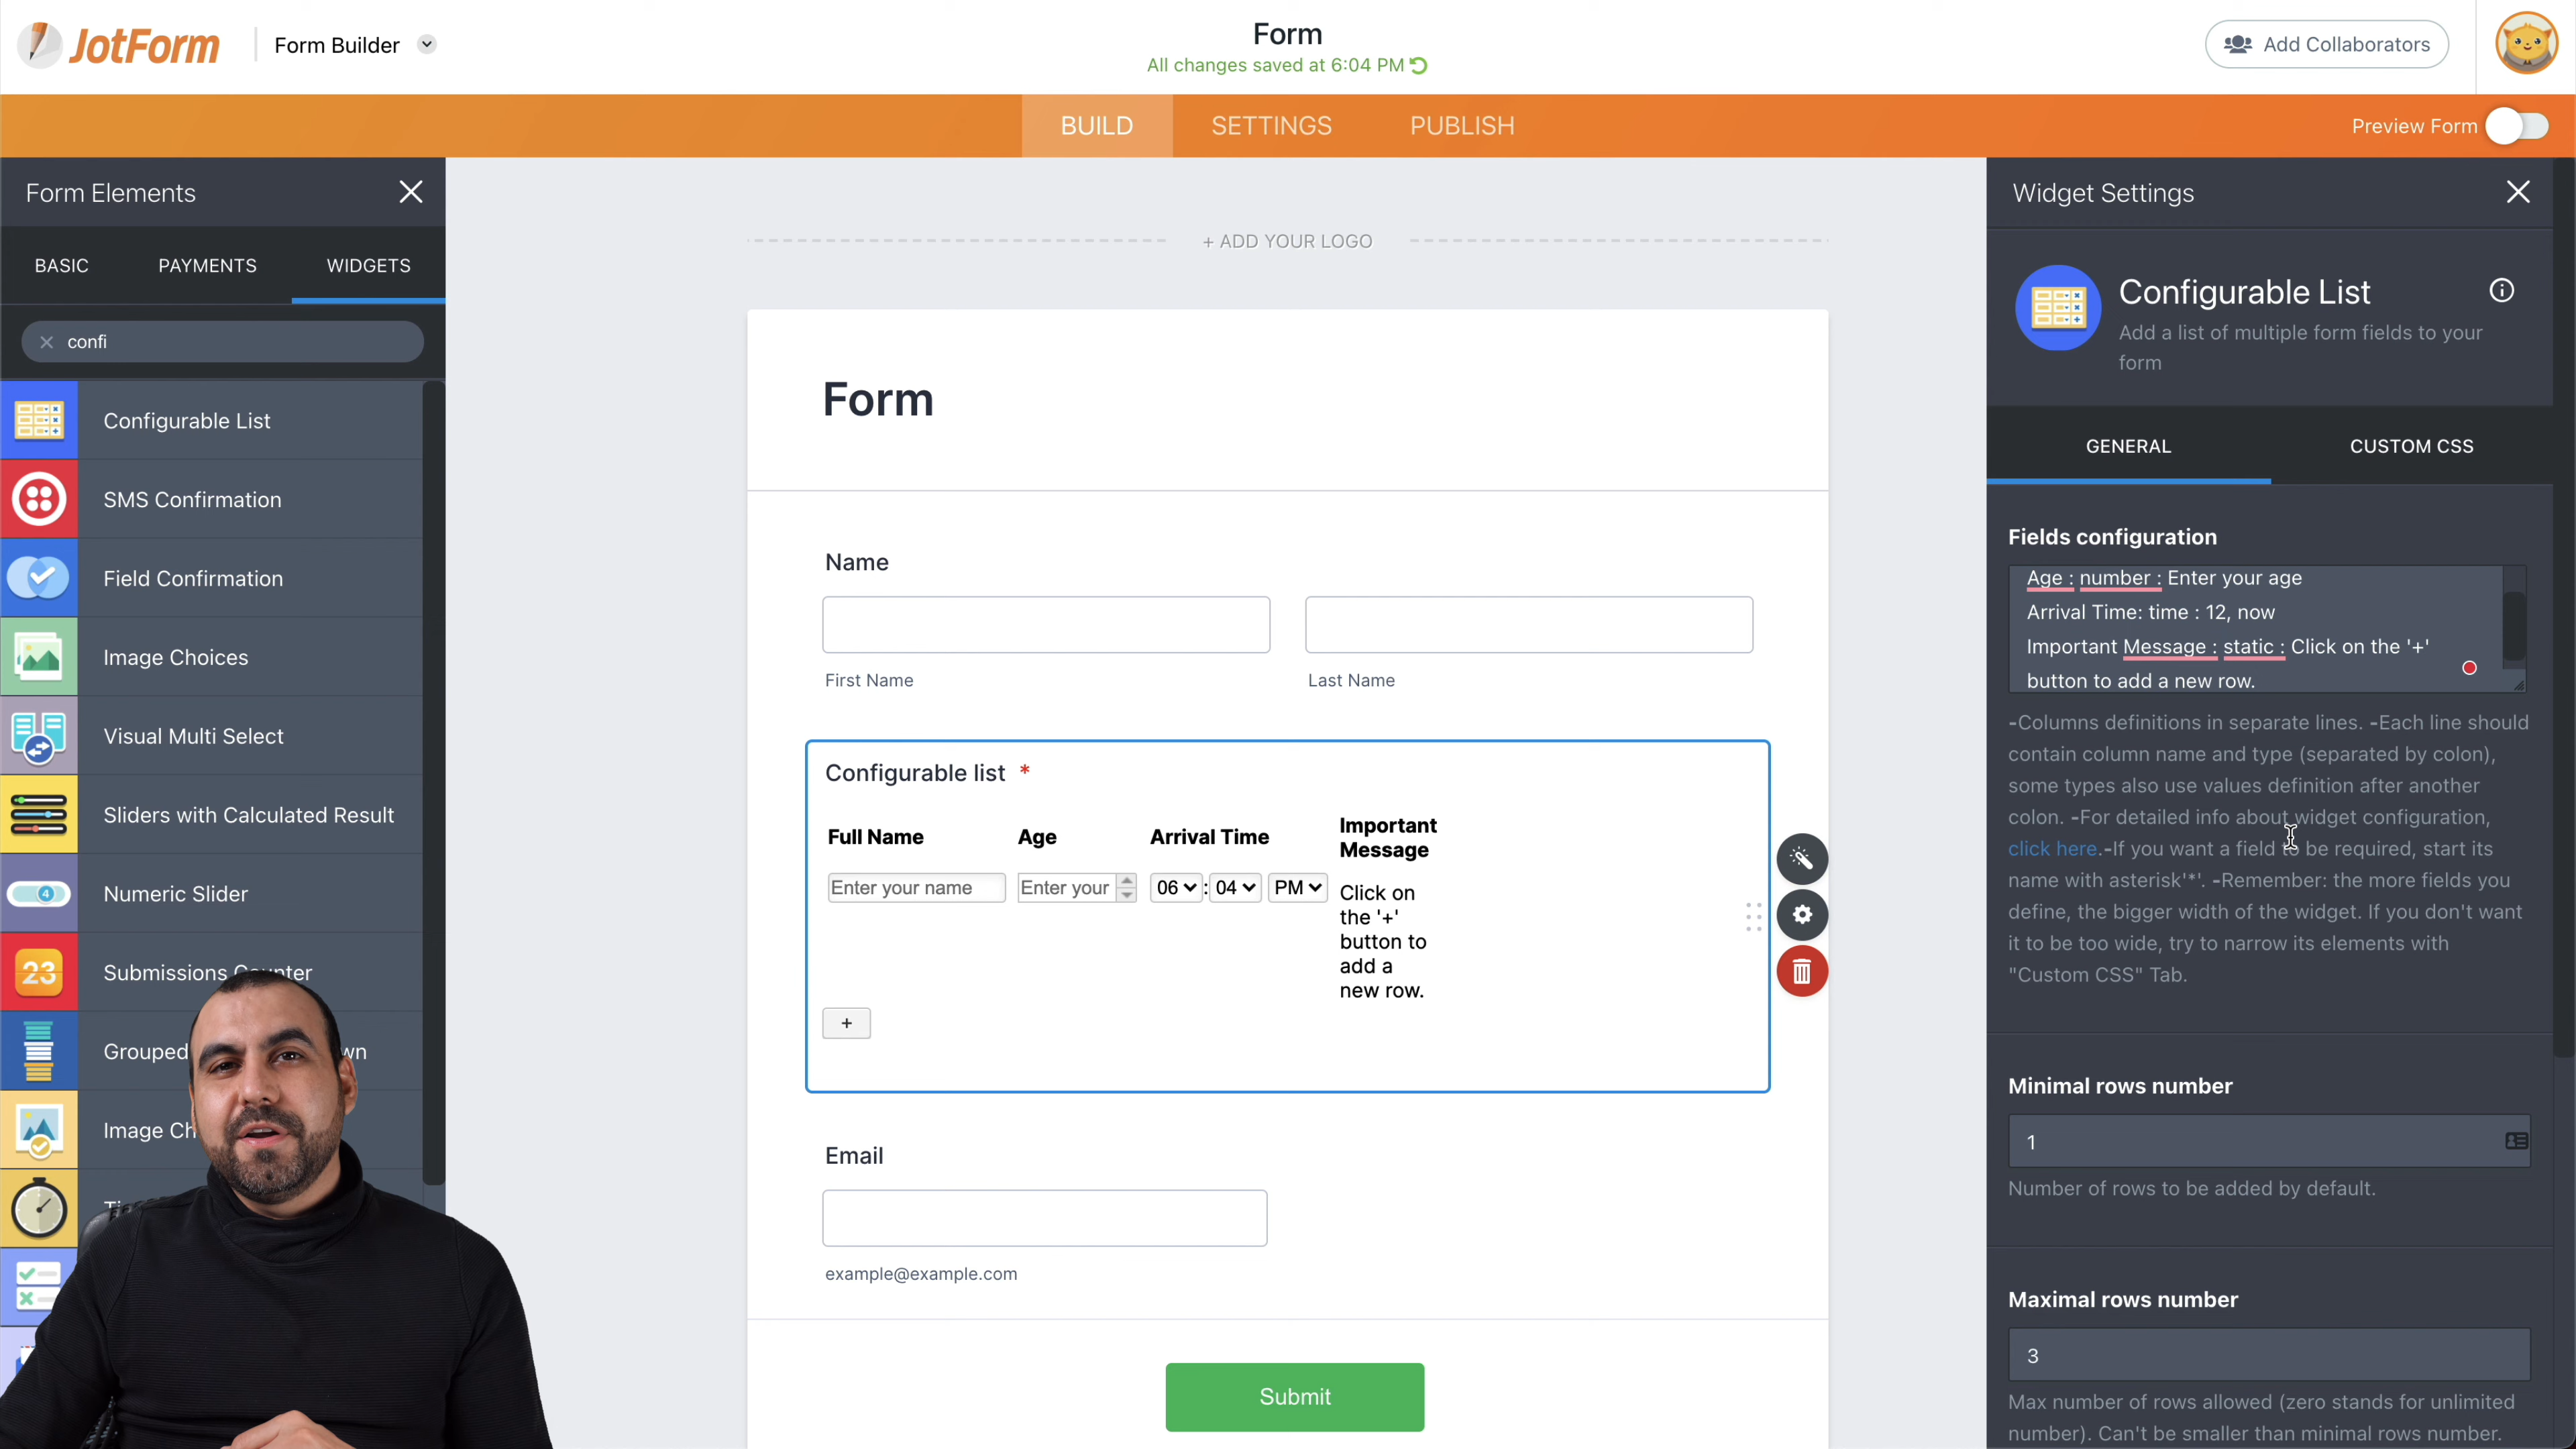 JotForm
Form Builder
Form
All changes saved at 6:04 PM
Add Collaborators
BUILD
SETTINGS
PUBLISH
Preview Form
Form Elements
BASIC
PAYMENTS
WIDGETS
confi
Configurable List
SMS Confirmation
Field Confirmation
Image Choices
Visual Multi Select
Sliders with Calculated Result
4
Numeric Slider
23
Submissions Counter
Grouped
wn
Image Ch
+ ADD YOUR LOGO
Form
Name
First Name
Last Name
Configurable list *
Full Name
Age
Arrival Time
Important
Message
Enter your name
Enter your
06 : 04 PM
Click on
the '+'
button to
add a
new row.
+
Email
example@example.com
Submit
Widget Settings
Configurable List
Add a list of multiple form fields to your
form
GENERAL
CUSTOM CSS
Fields configuration
Age : number : Enter your age
Arrival Time: time : 12, now
Important Message : static : Click on the '+'
button to add a new row.
-Columns definitions in separate lines. -Each line should
contain column name and type (separated by colon),
some types also use values definition after another
colon. -For detailed info about widget configuration,
click here.-If you want a field to be required, start its
name with asterisk'*'. -Remember: the more fields you
define, the bigger width of the widget. If you don't want
it to be too wide, try to narrow its elements with
"Custom CSS" Tab.
Minimal rows number
1
Number of rows to be added by default.
Maximal rows number
3
Max number of rows allowed (zero stands for unlimited
number). Can't be smaller than minimal rows number.